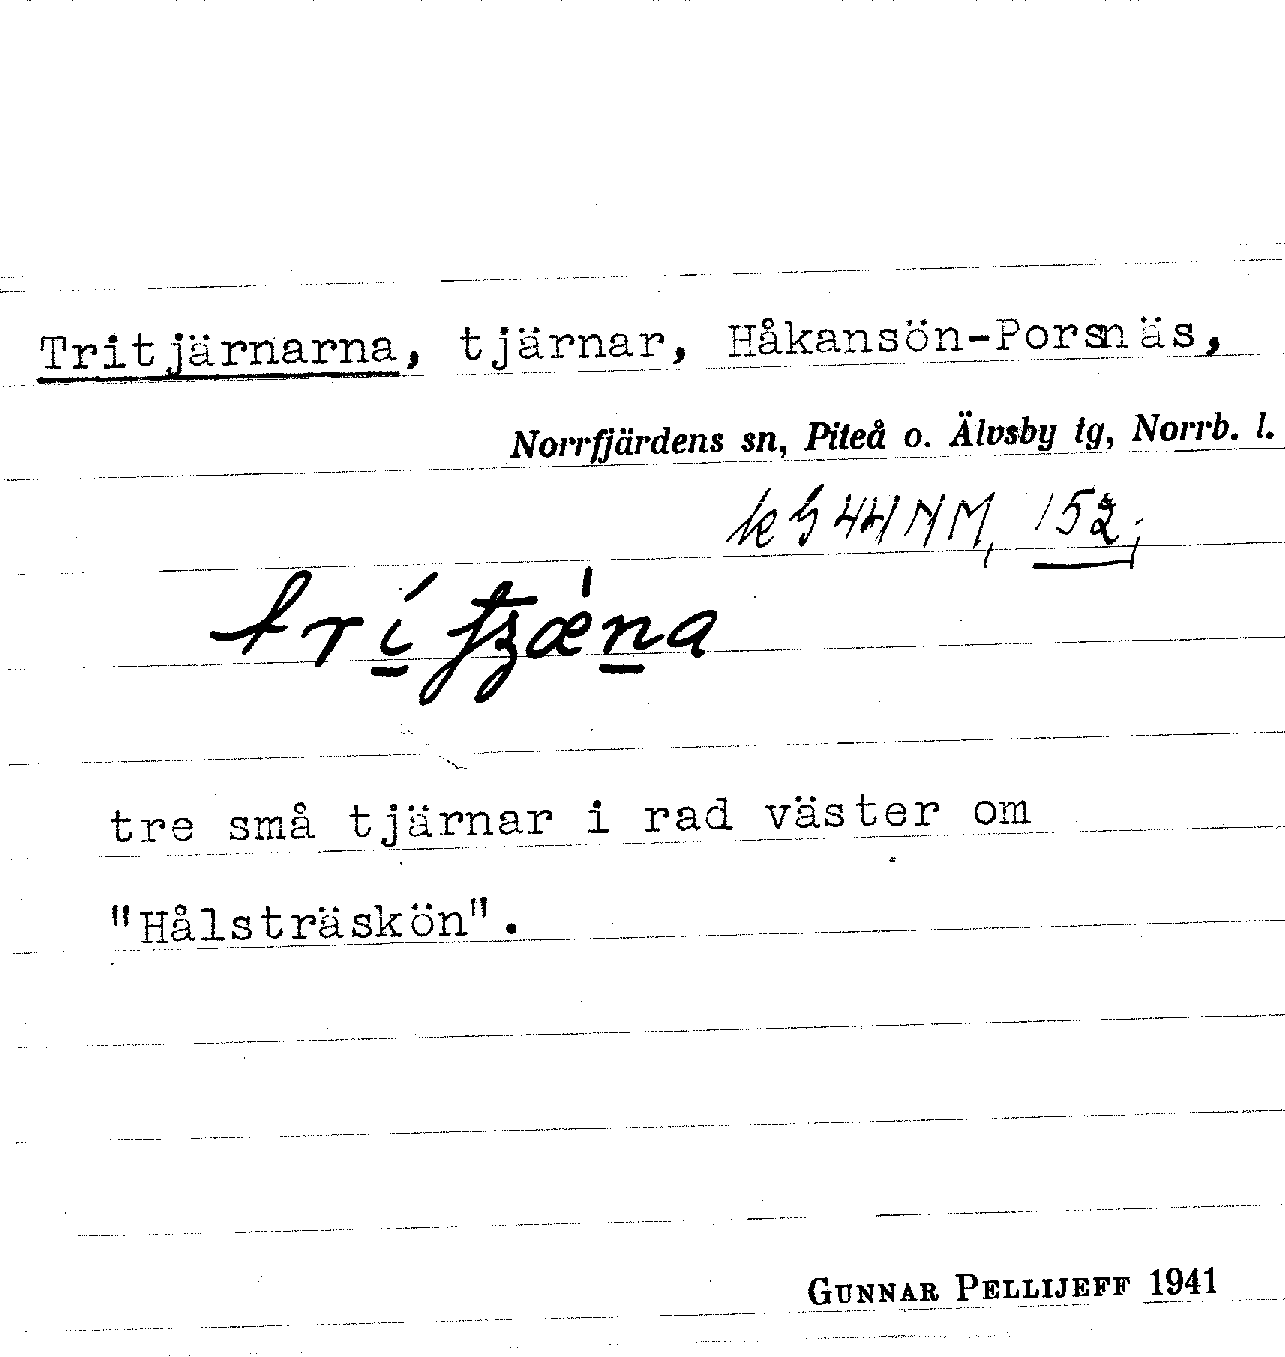 Tritjärnarna, tjärnar, Håkansön-Porsnäs,
Norrfjärdens sn, Piteå o. Älvsby tg, Norrb. l.
152;
tre små tjärnar i rad väster om
"Hålsträskön".
GUNNAR PELLIJEFF 1941